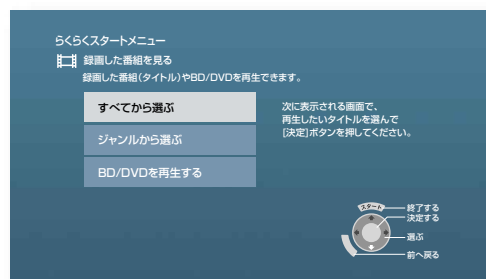 らくらくスタートメニュー
録画した番組を見る
録画した番組(タイトル)やBD/DVDを再生できます。
すべてから選ぶ
ジャンルから選ぶ
BD/DVDを再生する
次に表示される画面で、
再生したいタイトルを選んで
[決定]ボタンを押してください。
スタート
終了する
決定する
選ぶ
前へ戻る